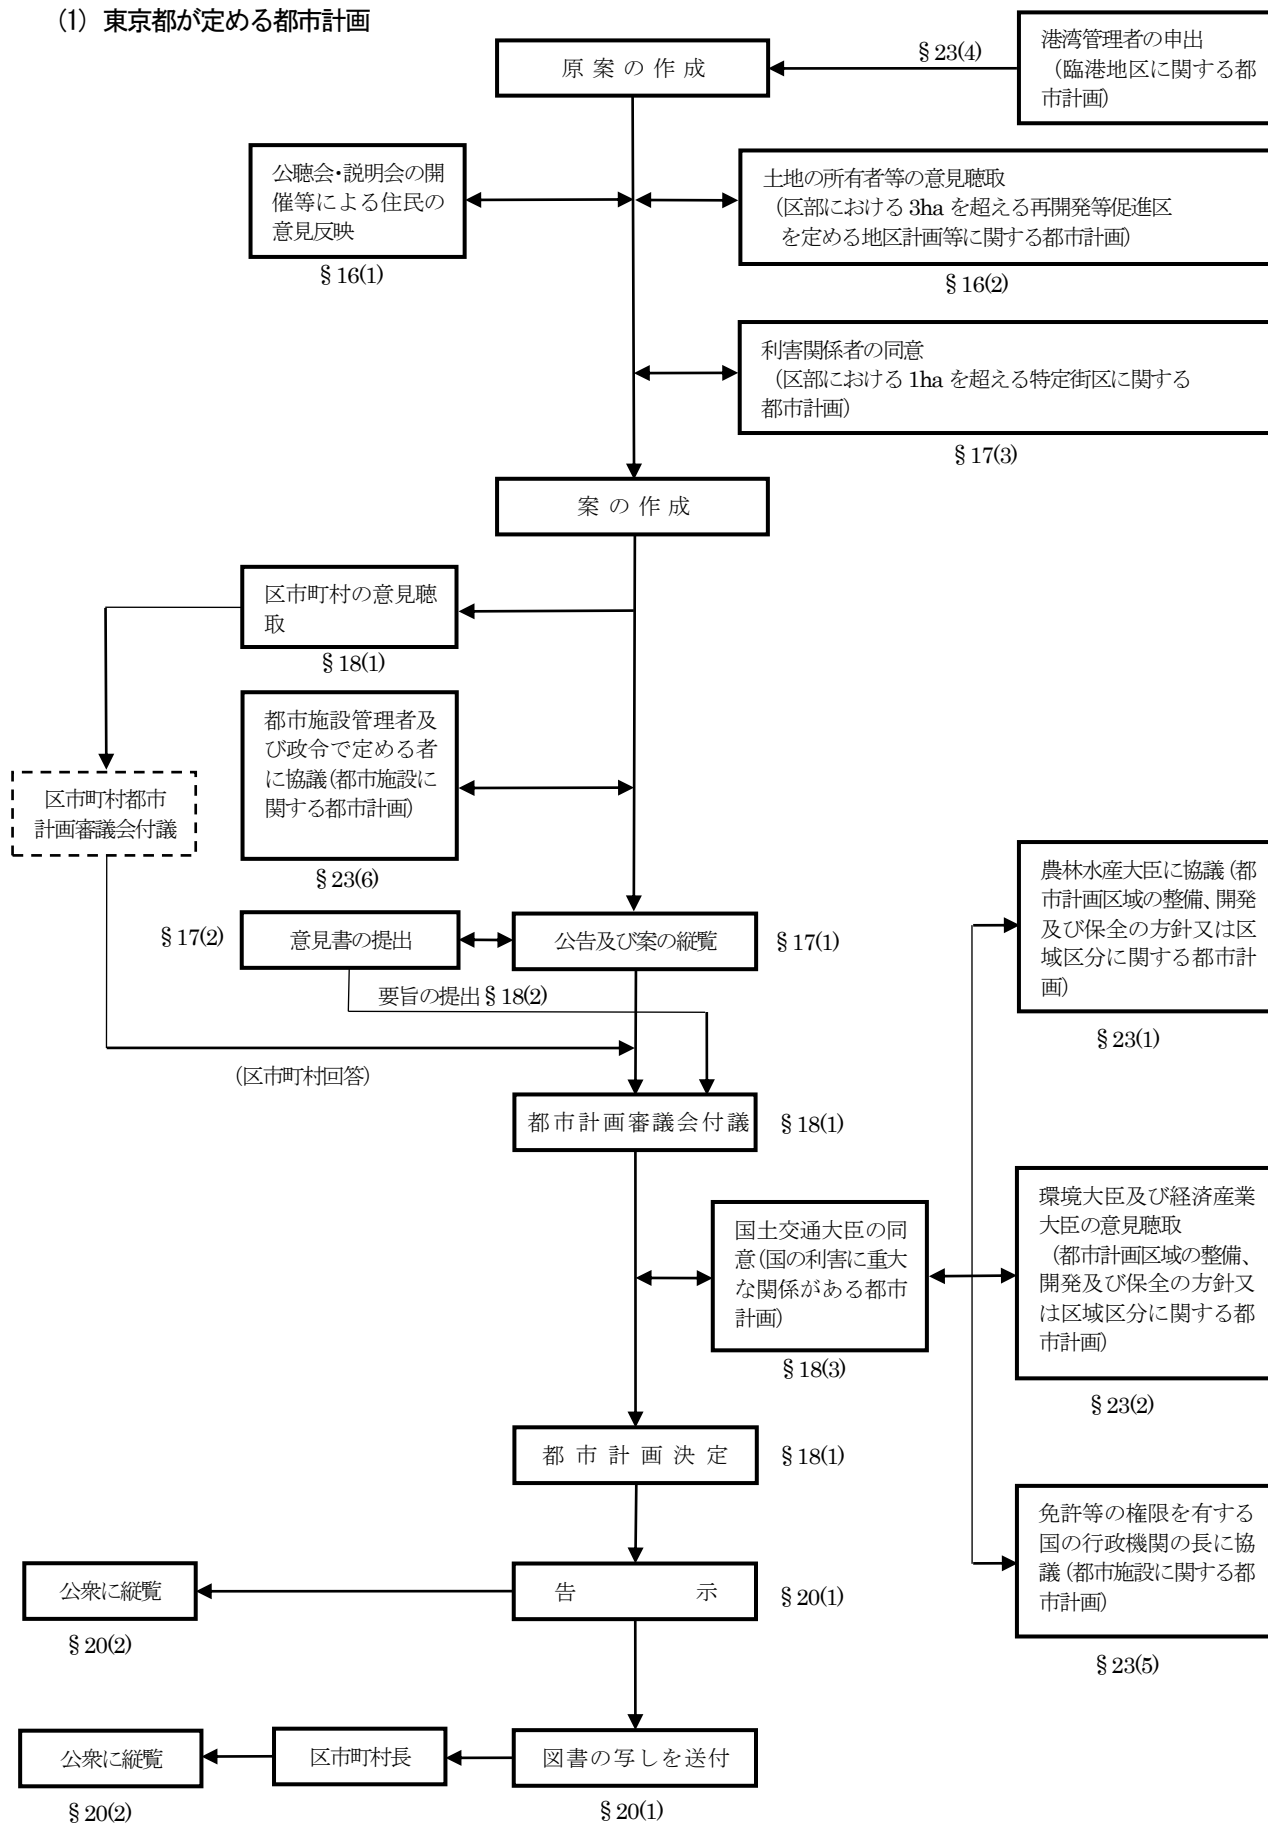 (1) 東京都が定める都市計画
原案の作成
§23(4)
港湾管理者の申出
（臨港地区に関する都
市計画）
公聴会・説明会の開
催等による住民の
意見反映
§16(1)
土地の所有者等の意見聴取
（区部における3haを超える再開発等促進区
を定める地区計画等に関する都市計画）
§16(2)
利害関係者の同意
（区部における1haを超える特定街区に関する
都市計画）
§17(3)
案の作成
区市町村の意見聴
取
§18(1)
都市施設管理者及
び政令で定める者
に協議（都市施設に
関する都市計画）
§23(6)
区市町村都市
計画審議会付議
§17(2)
意見書の提出
公告及び案の縦覧
§17(1)
要旨の提出§18(2)
（区市町村回答）
都市計画審議会付議
§18(1)
農林水産大臣に協議（都
市計画区域の整備、開発
及び保全の方針又は区
域区分に関する都市計
画）
§23(1)
国土交通大臣の同
意（国の利害に重大
な関係がある都市
計画）
§18(3)
環境大臣及び経済産業
大臣の意見聴取
（都市計画区域の整備、
開発及び保全の方針又
は区域区分に関する都
市計画）
§23(2)
都市計画決定
§18(1)
免許等の権限を有する
国の行政機関の長に協
議（都市施設に関する都
市計画）
§23(5)
公衆に縦覧
§20(2)
告示
§20(1)
公衆に縦覧
§20(2)
区市町村長
図書の写しを送付
§20(1)